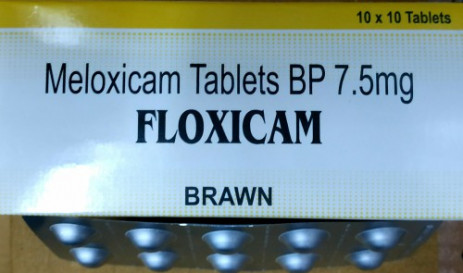 10 x 10 Tablets
Meloxicam Tablets BP 7.5mg
FLOXICAM
BRAWN